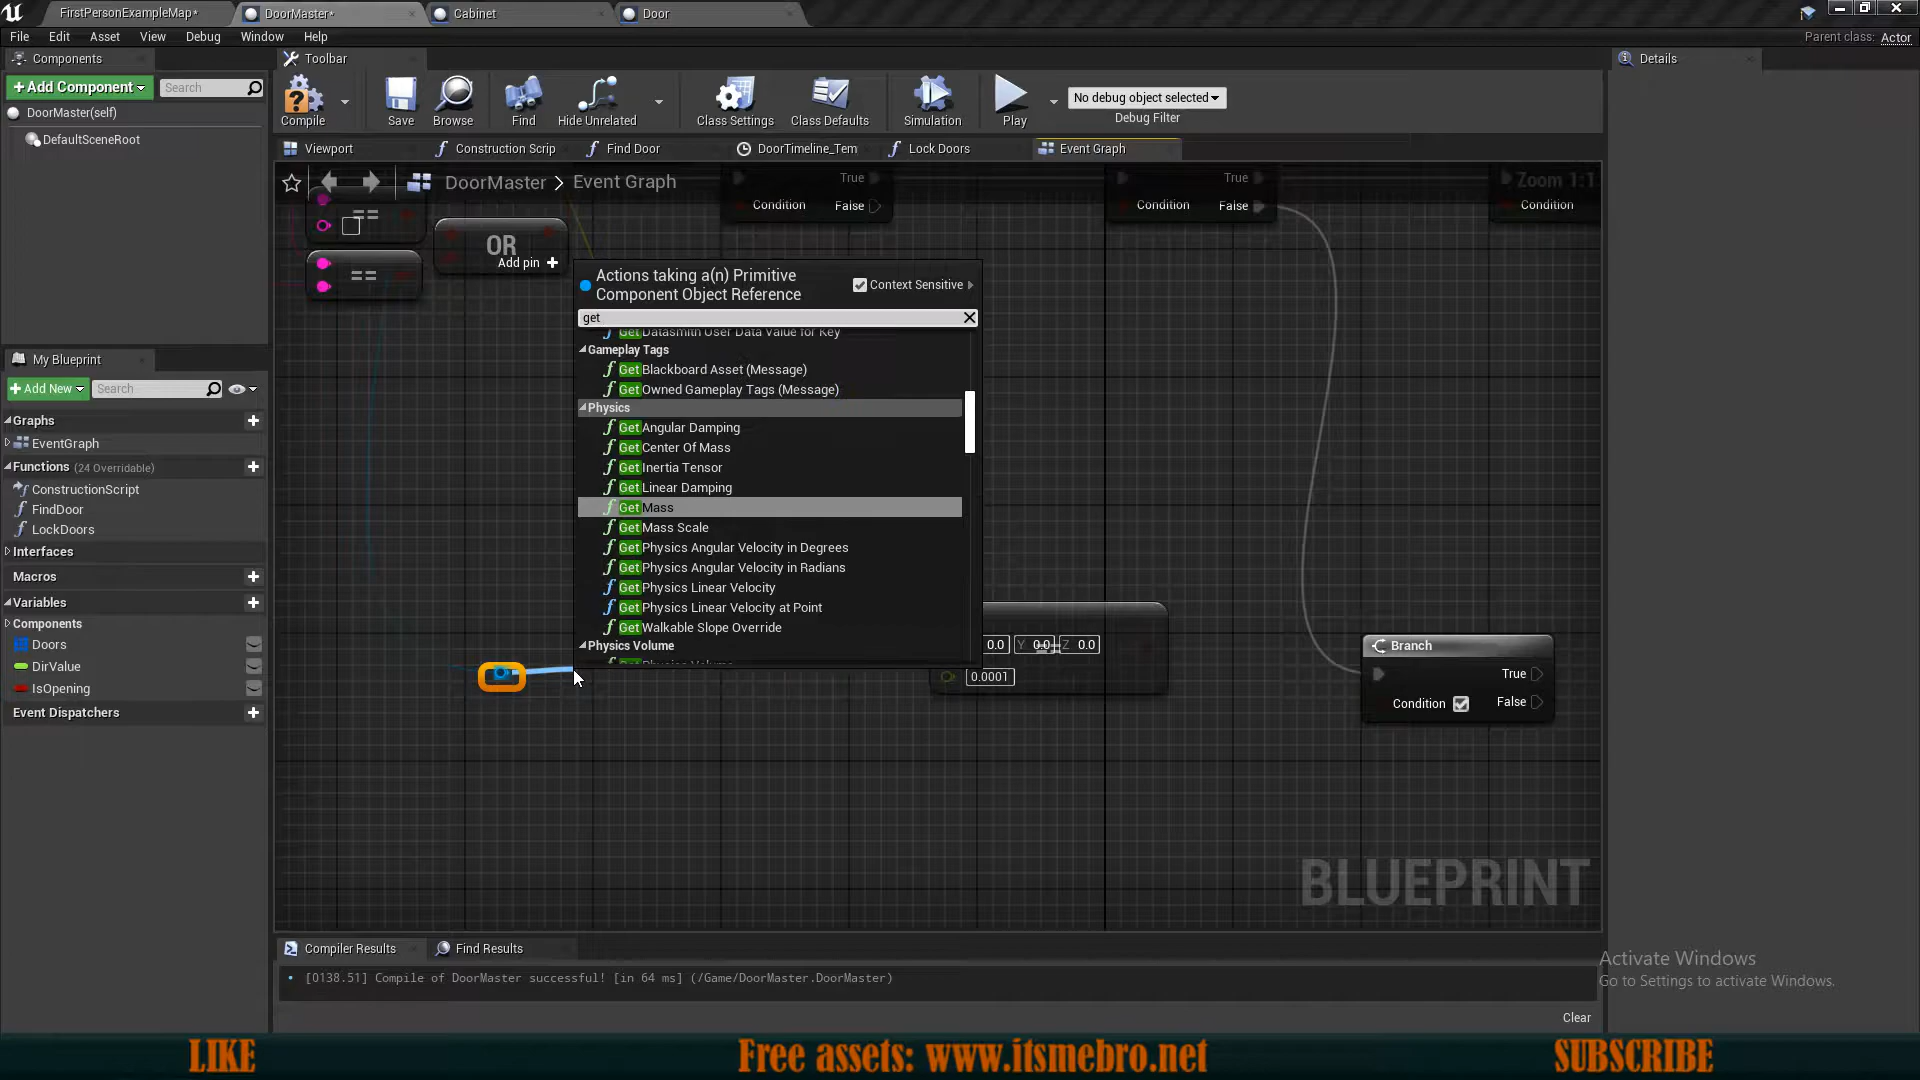 FirstPersonExampleMap*
DoorMaster*
Cabinet
Door
File Edit Asset View Debug Window Help
Parent class: Actor
Components
Toolbar
Details
+Add Component
Search
DoorMaster(self)
DefaultSceneRoot
Compile
Save
Browse
Find
Hide Unrelated
Class Settings
Class Defaults
Simulation
Play
No debug object selected
Debug Filter
Viewport
Construction Scrip
Find Door
DoorTimeline_Tem
Lock Doors
Event Graph
DoorMaster > Event Graph
Zoom 1:1
True
Condition False
True
Condition False
Condition
==
==
OR
Add pin +
Actions taking a(n) Primitive
Component Object Reference
Context Sensitive
get
Get Datasmith User Data Value for Key
Gameplay Tags
Get Blackboard Asset (Message)
Get Owned Gameplay Tags (Message)
Physics
Get Angular Damping
Get Center Of Mass
Get Inertia Tensor
Get Linear Damping
Get Mass
Get Mass Scale
Get Physics Angular Velocity in Degrees
Get Physics Angular Velocity in Radians
Get Physics Linear Velocity
Get Physics Linear Velocity at Point
Get Walkable Slope Override
Physics Volume
Get Physics Volume
0.0 Y 0.0 Z 0.0
==
0.0001
Branch
True
Condition False
BLUEPRINT
My Blueprint
+Add New
Search
Graphs
EventGraph
Functions (24 Overridable)
ConstructionScript
FindDoor
LockDoors
Interfaces
Macros
Variables
Components
Doors
DirValue
IsOpening
Event Dispatchers
Compiler Results
Find Results
[0138.51] Compile of DoorMaster successful! [in 64 ms] (/Game/DoorMaster.DoorMaster)
Clear
Activate Windows
Go to Settings to activate Windows.
LIKE
Free assets: www.itsmebro.net
SUBSCRIBE